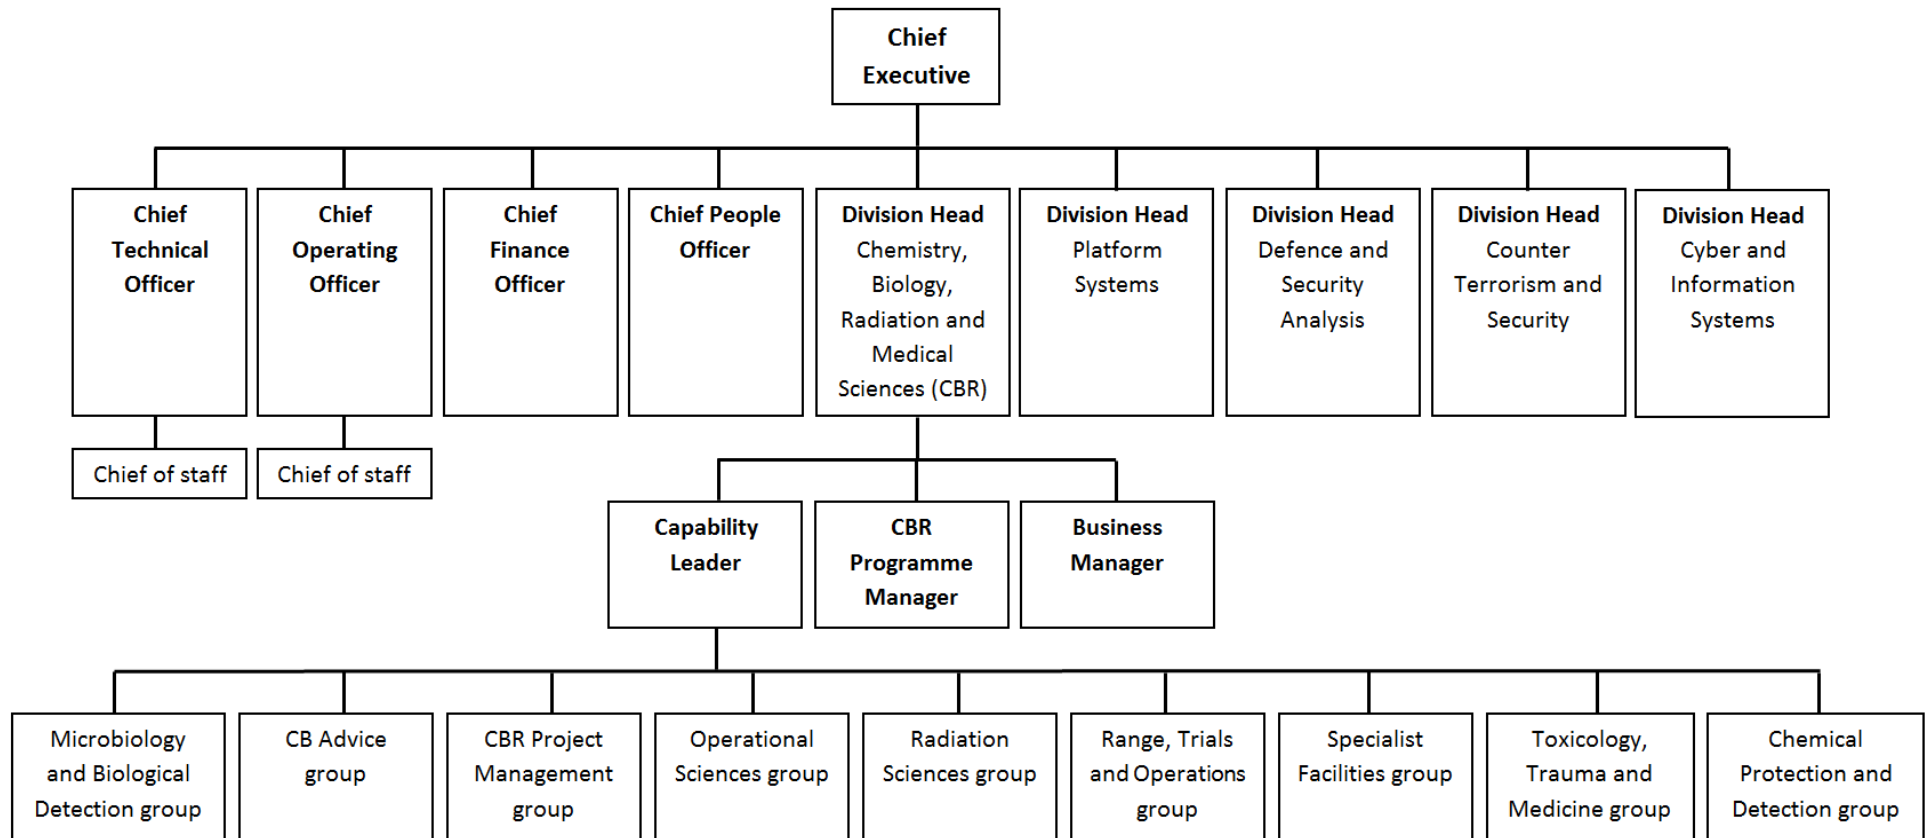 Chief
Executive
Chief
Technical
Officer
Chief
Operating
Officer
Chief
Finance
Officer
Chief People
Officer
Division Head
Chemistry,
Biology,
Radiation and
Medical
Sciences (CBR)
Division Head
Platform
Systems
Division Head
Defence and
Security
Analysis
Division Head
Counter
Terrorism and
Security
Division Head
Cyber and
Information
Systems
Chief of staff
Chief of staff
Capability
Leader
CBR
Programme
Manager
Business
Manager
Microbiology
and Biological
Detection group
CB Advice
group
CBR Project
Management
group
Operational
Sciences group
Radiation
Sciences group
Range, Trials
and Operations
group
Specialist
Facilities group
Toxicology,
Trauma and
Medicine group
Chemical
Protection and
Detection group